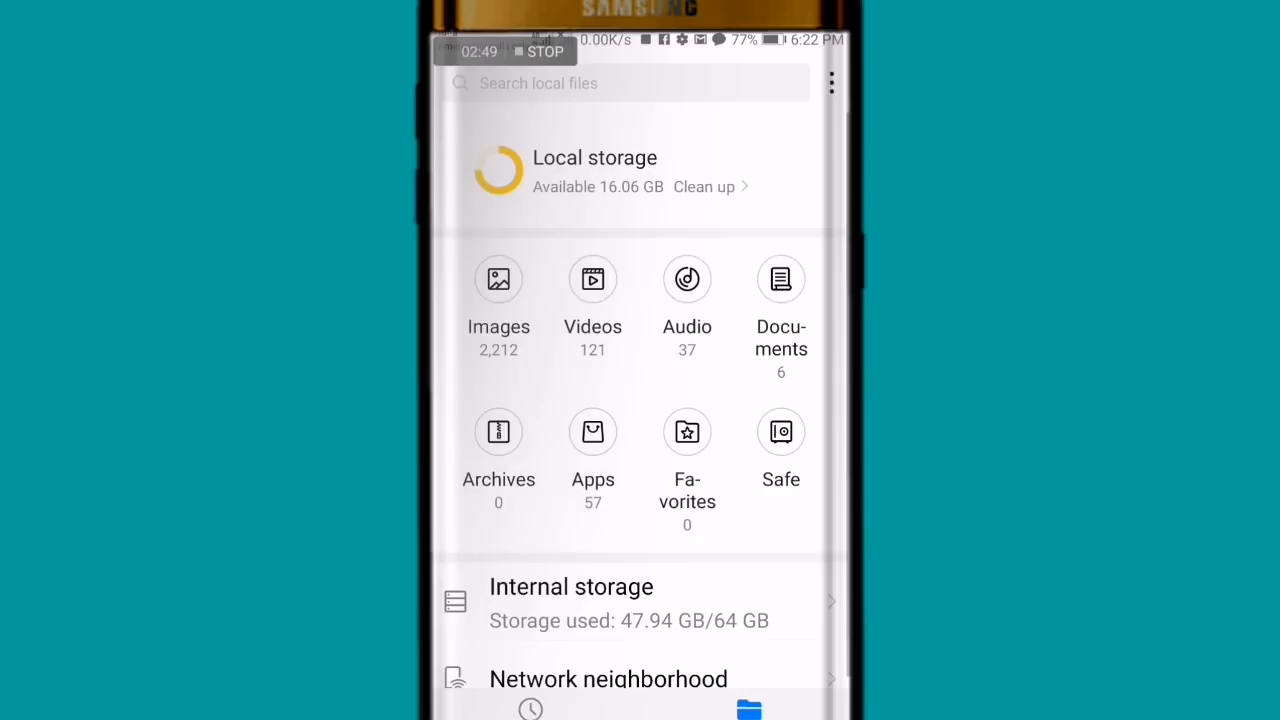 SAMSUNG
0.00K/s 77% 6:22 PM
02:49 STOP
Search local files
Local storage
Available 16.06 GB Clean up
Images
2,212
Videos
121
Audio
37
Docu-
ments
6
Archives
0
Apps
57
Fa-
vorites
0
Safe
Internal storage
Storage used: 47.94 GB/64 GB
Network neighborhood